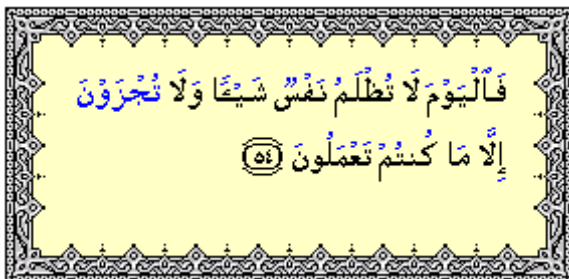 فَٱلْيَوْمَ لَا تُظْلَمُ نَفْسٌ شَيْـًٔا وَلَا تُجْزَوْنَ
إِلَّا مَا كُنتُمْ تَعْمَلُونَ ٥٤